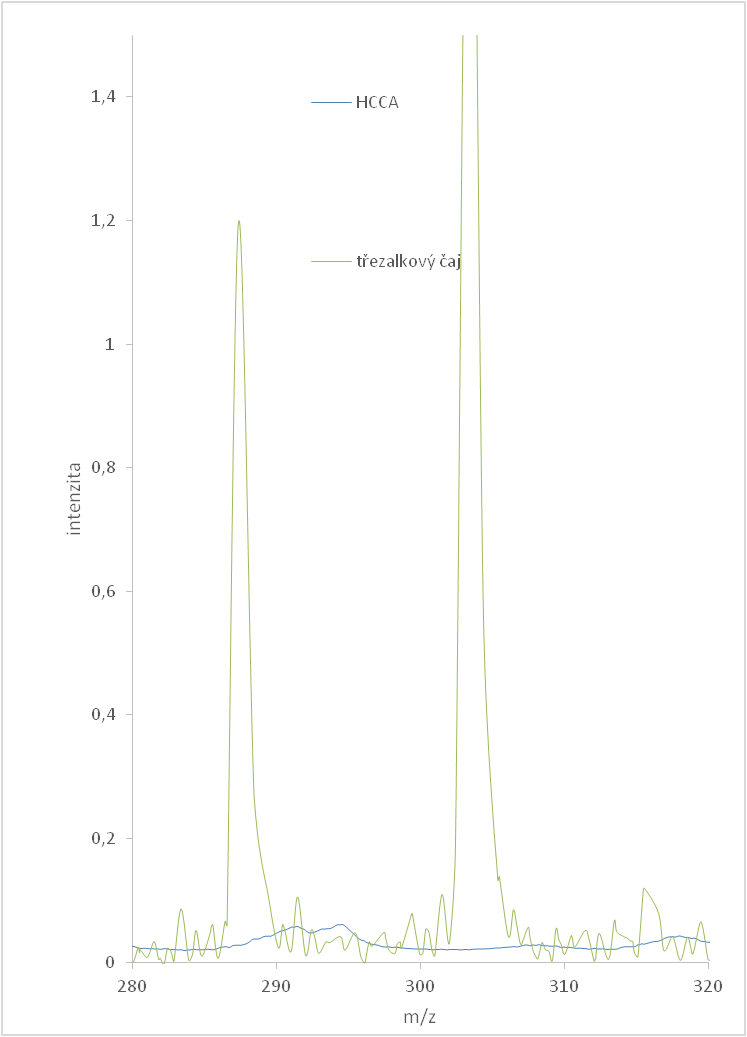 1,4
HCCA
1,2
třezalkový čaj
1
0,8
intenzita
0,6
0,4
0,2
0
280 290 300 310 320
m/z